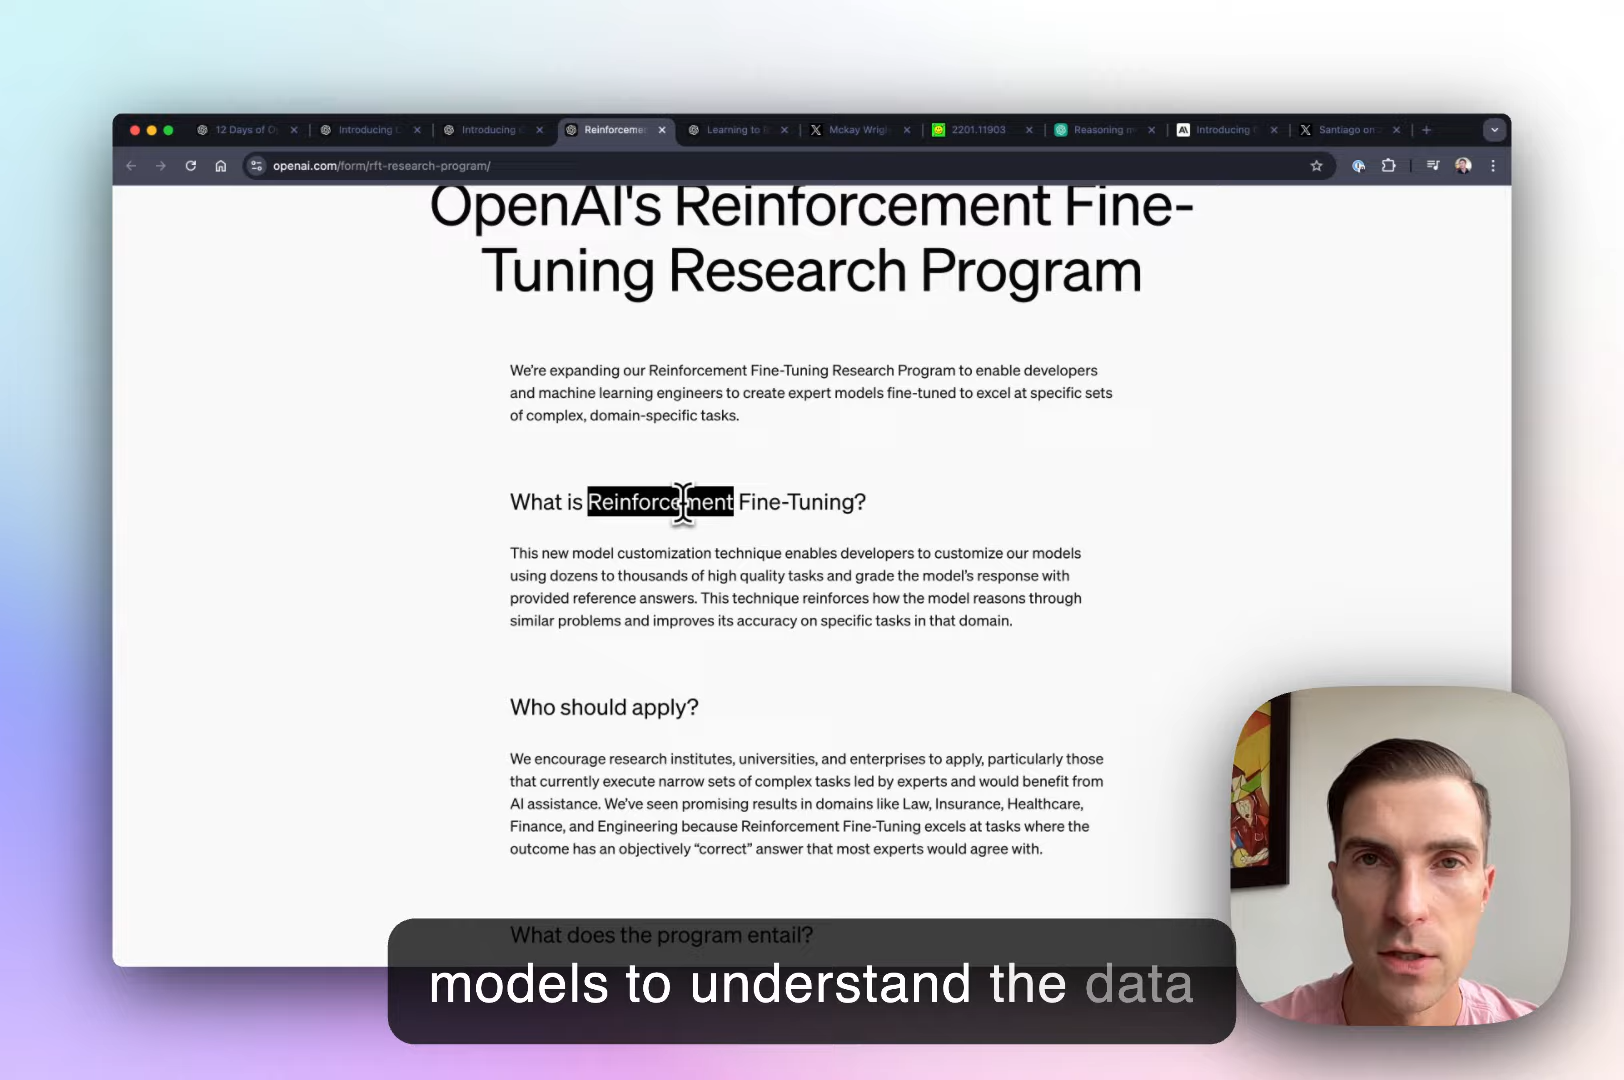 12 Days of O
Introducing
Introducing
Reinforceme
Learning to R
Mckay Wrigl
2201.11903
Reasoning m
Introducing
Santiago on
openai.com/form/rft-research-program/
OpenAI's Reinforcement Fine-
Tuning Research Program
We're expanding our Reinforcement Fine-Tuning Research Program to enable developers
and machine learning engineers to create expert models fine-tuned to excel at specific sets
of complex, domain-specific tasks.
What is Reinforcement Fine-Tuning?
This new model customization technique enables developers to customize our models
using dozens to thousands of high quality tasks and grade the model's response with
provided reference answers. This technique reinforces how the model reasons through
similar problems and improves its accuracy on specific tasks in that domain.
Who should apply?
We encourage research institutes, universities, and enterprises to apply, particularly those
that currently execute narrow sets of complex tasks led by experts and would benefit from
AI assistance. We've seen promising results in domains like Law, Insurance, Healthcare,
Finance, and Engineering because Reinforcement Fine-Tuning excels at tasks where the
outcome has an objectively “correct” answer that most experts would agree with.
What does the program entail?
models to understand the data